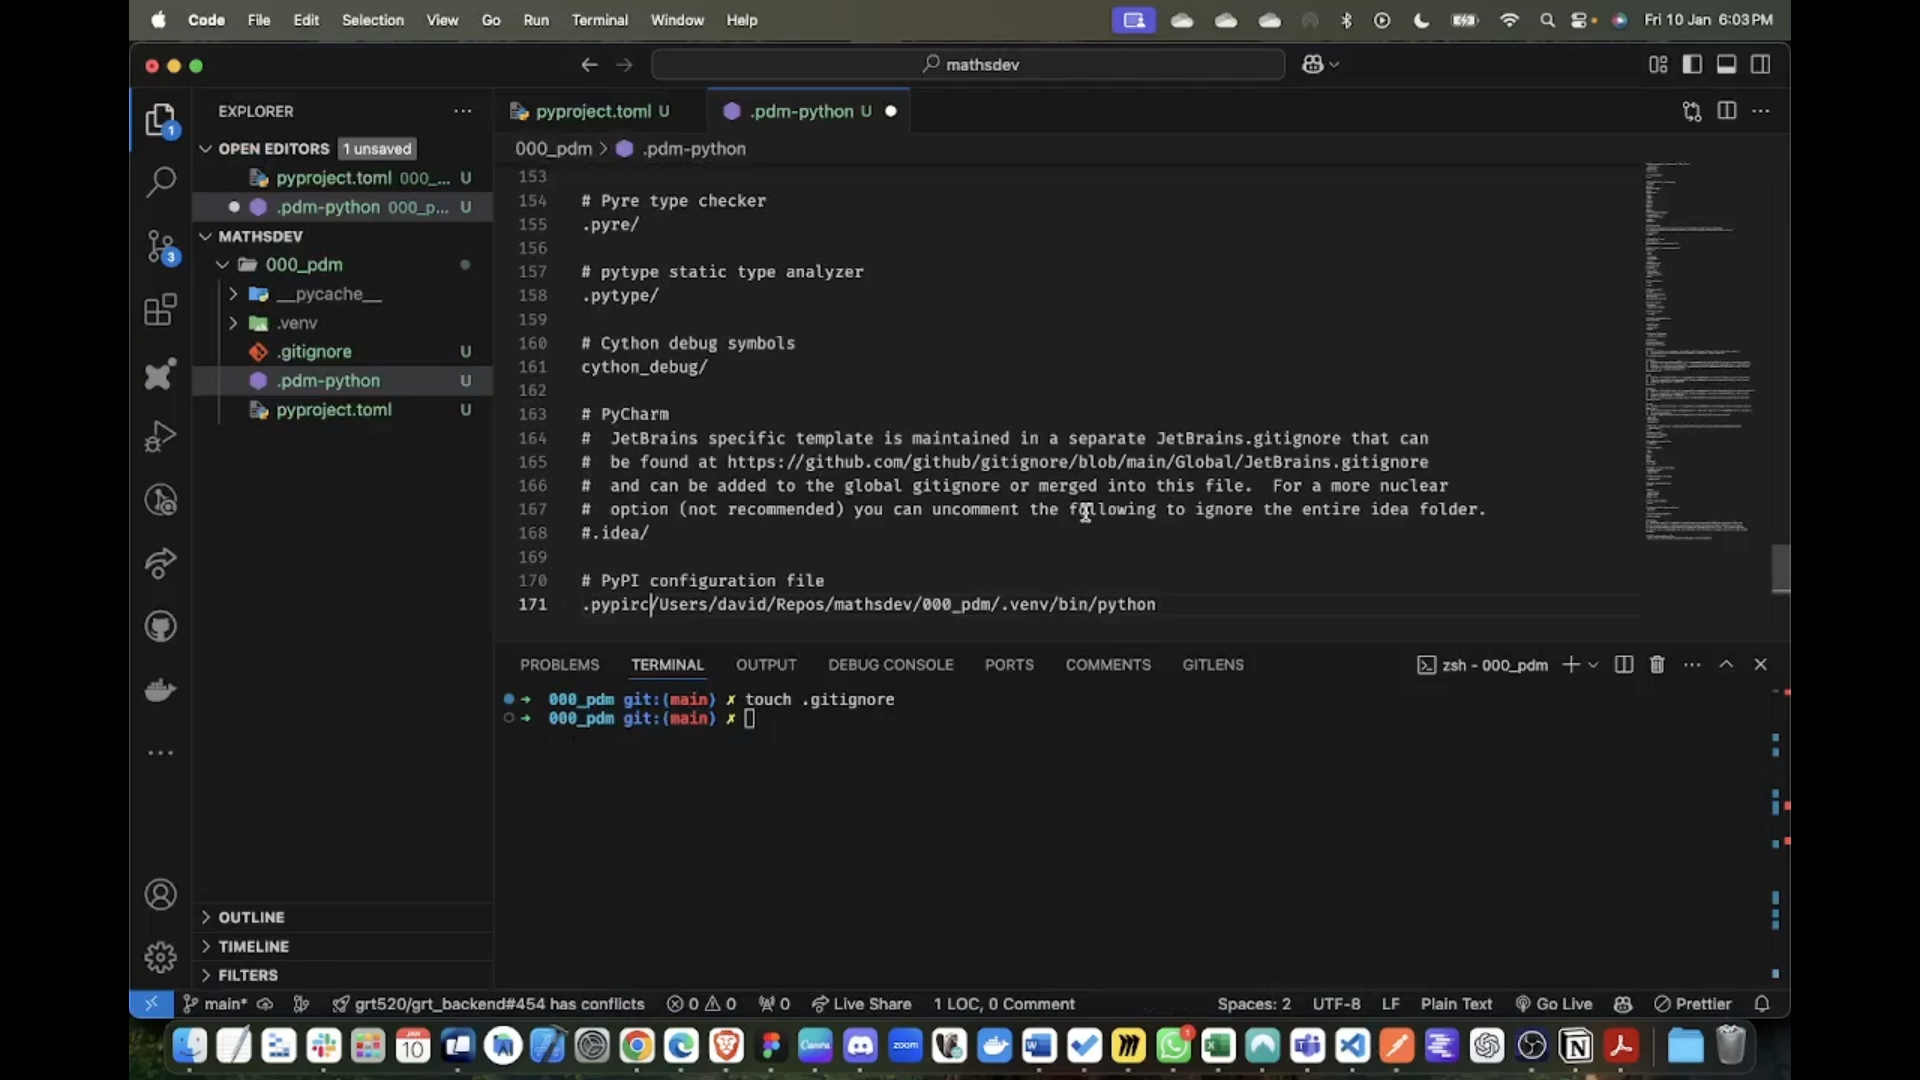 Code File Edit Selection View Go Run Terminal Window Help Fri 10 Jan 6:03 PM
mathsdev
EXPLORER
OPEN EDITORS 1 unsaved
pyproject.toml 000_... U
.pdm-python 000_p... U
MATHSDEV
000_pdm
__pycache__
.venv
.gitignore U
.pdm-python U
pyproject.toml U
OUTLINE
TIMELINE
FILTERS
1
3
pyproject.toml U
.pdm-python U
000_pdm > .pdm-python
153
154 # Pyre type checker
155 .pyre/
156
157 # pytype static type analyzer
158 .pytype/
159
160 # Cython debug symbols
161 cython_debug/
162
163 # PyCharm
164 #  JetBrains specific template is maintained in a separate JetBrains.gitignore that can
165 #  be found at https://github.com/github/gitignore/blob/main/Global/JetBrains.gitignore
166 #  and can be added to the global gitignore or merged into this file.  For a more nuclear
167 #  option (not recommended) you can uncomment the following to ignore the entire idea folder.
168 #.idea/
169
170 # PyPI configuration file
171 .pypirc/Users/david/Repos/mathsdev/000_pdm/.venv/bin/python
PROBLEMS TERMINAL OUTPUT DEBUG CONSOLE PORTS COMMENTS GITLENS zsh - 000_pdm
➜ 000_pdm git:(main) ✗ touch .gitignore
➜ 000_pdm git:(main) ✗
main* grt520/grt_backend#454 has conflicts 0 0 0 Live Share 1 LOC, 0 Comment Spaces: 2 UTF-8 LF Plain Text Go Live Prettier
JAN
10
Canva
zoom
1